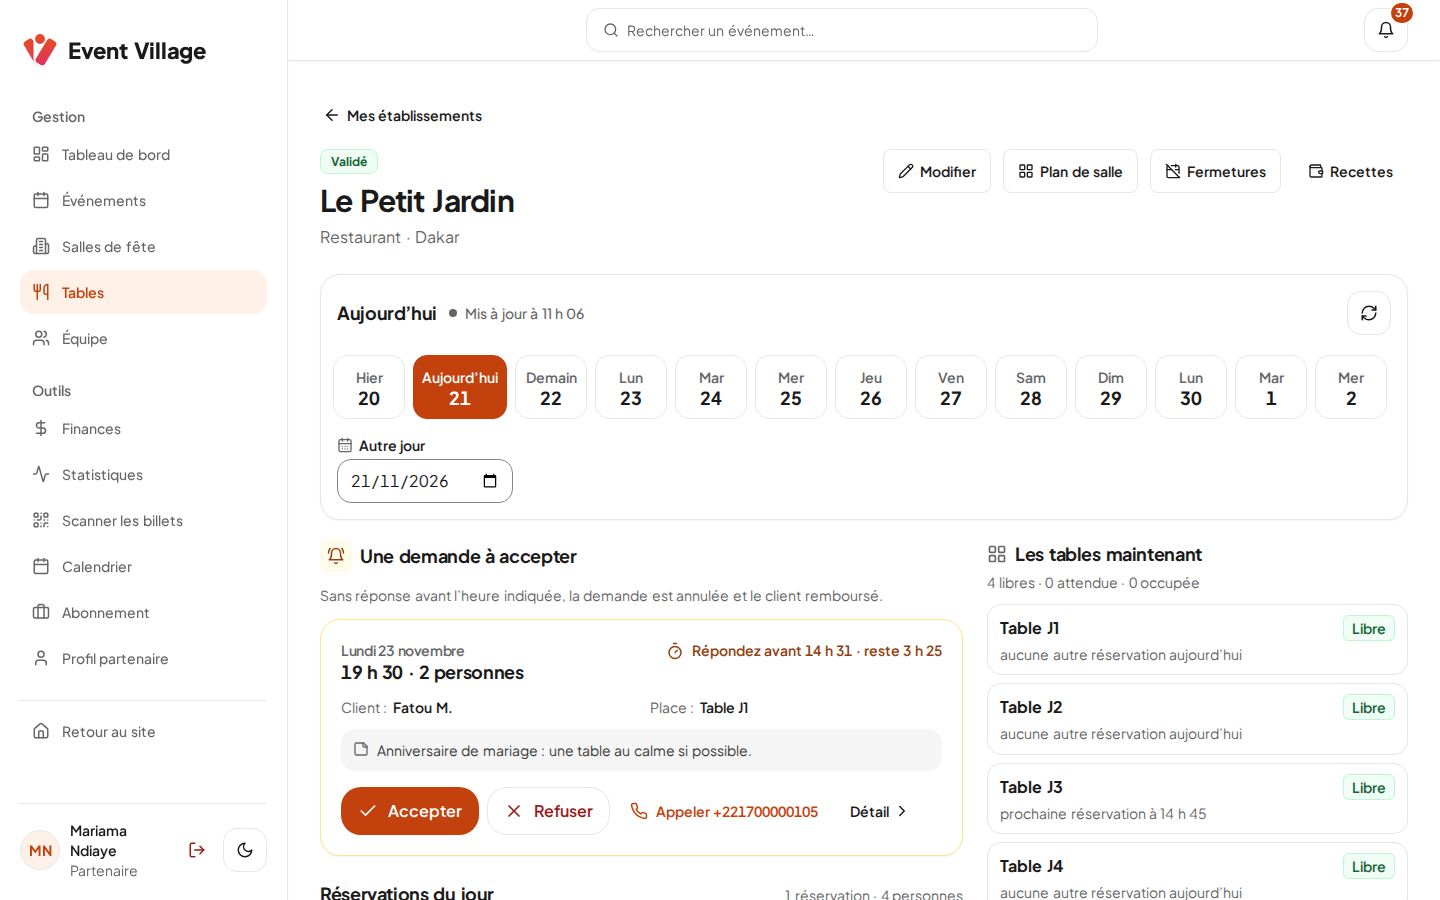 Event Village
Gestion
Tableau de bord
Événements
Salles de fête
Tables
Équipe
Outils
Finances
Statistiques
Scanner les billets
Calendrier
Abonnement
Profil partenaire
Retour au site
MN
Mariama
Ndiaye
Partenaire
Rechercher un événement…
37
Mes établissements
Validé
Le Petit Jardin
Restaurant · Dakar
Modifier
Plan de salle
Fermetures
Recettes
Aujourd’hui
Mis à jour à 11 h 06
Hier
20
Aujourd’hui
21
Demain
22
Lun
23
Mar
24
Mer
25
Jeu
26
Ven
27
Sam
28
Dim
29
Lun
30
Mar
1
Mer
2
Autre jour
21/11/2026
Une demande à accepter
Sans réponse avant l’heure indiquée, la demande est annulée et le client remboursé.
Lundi 23 novembre
Répondez avant 14 h 31 · reste 3 h 25
19 h 30 · 2 personnes
Client : Fatou M.
Place : Table J1
Anniversaire de mariage : une table au calme si possible.
Accepter
Refuser
Appeler +221700000105
Détail
Réservations du jour
1 réservation · 4 personnes
Les tables maintenant
4 libres · 0 attendue · 0 occupée
Table J1
Libre
aucune autre réservation aujourd’hui
Table J2
Libre
aucune autre réservation aujourd’hui
Table J3
Libre
prochaine réservation à 14 h 45
Table J4
Libre
aucune autre réservation aujourd’hui